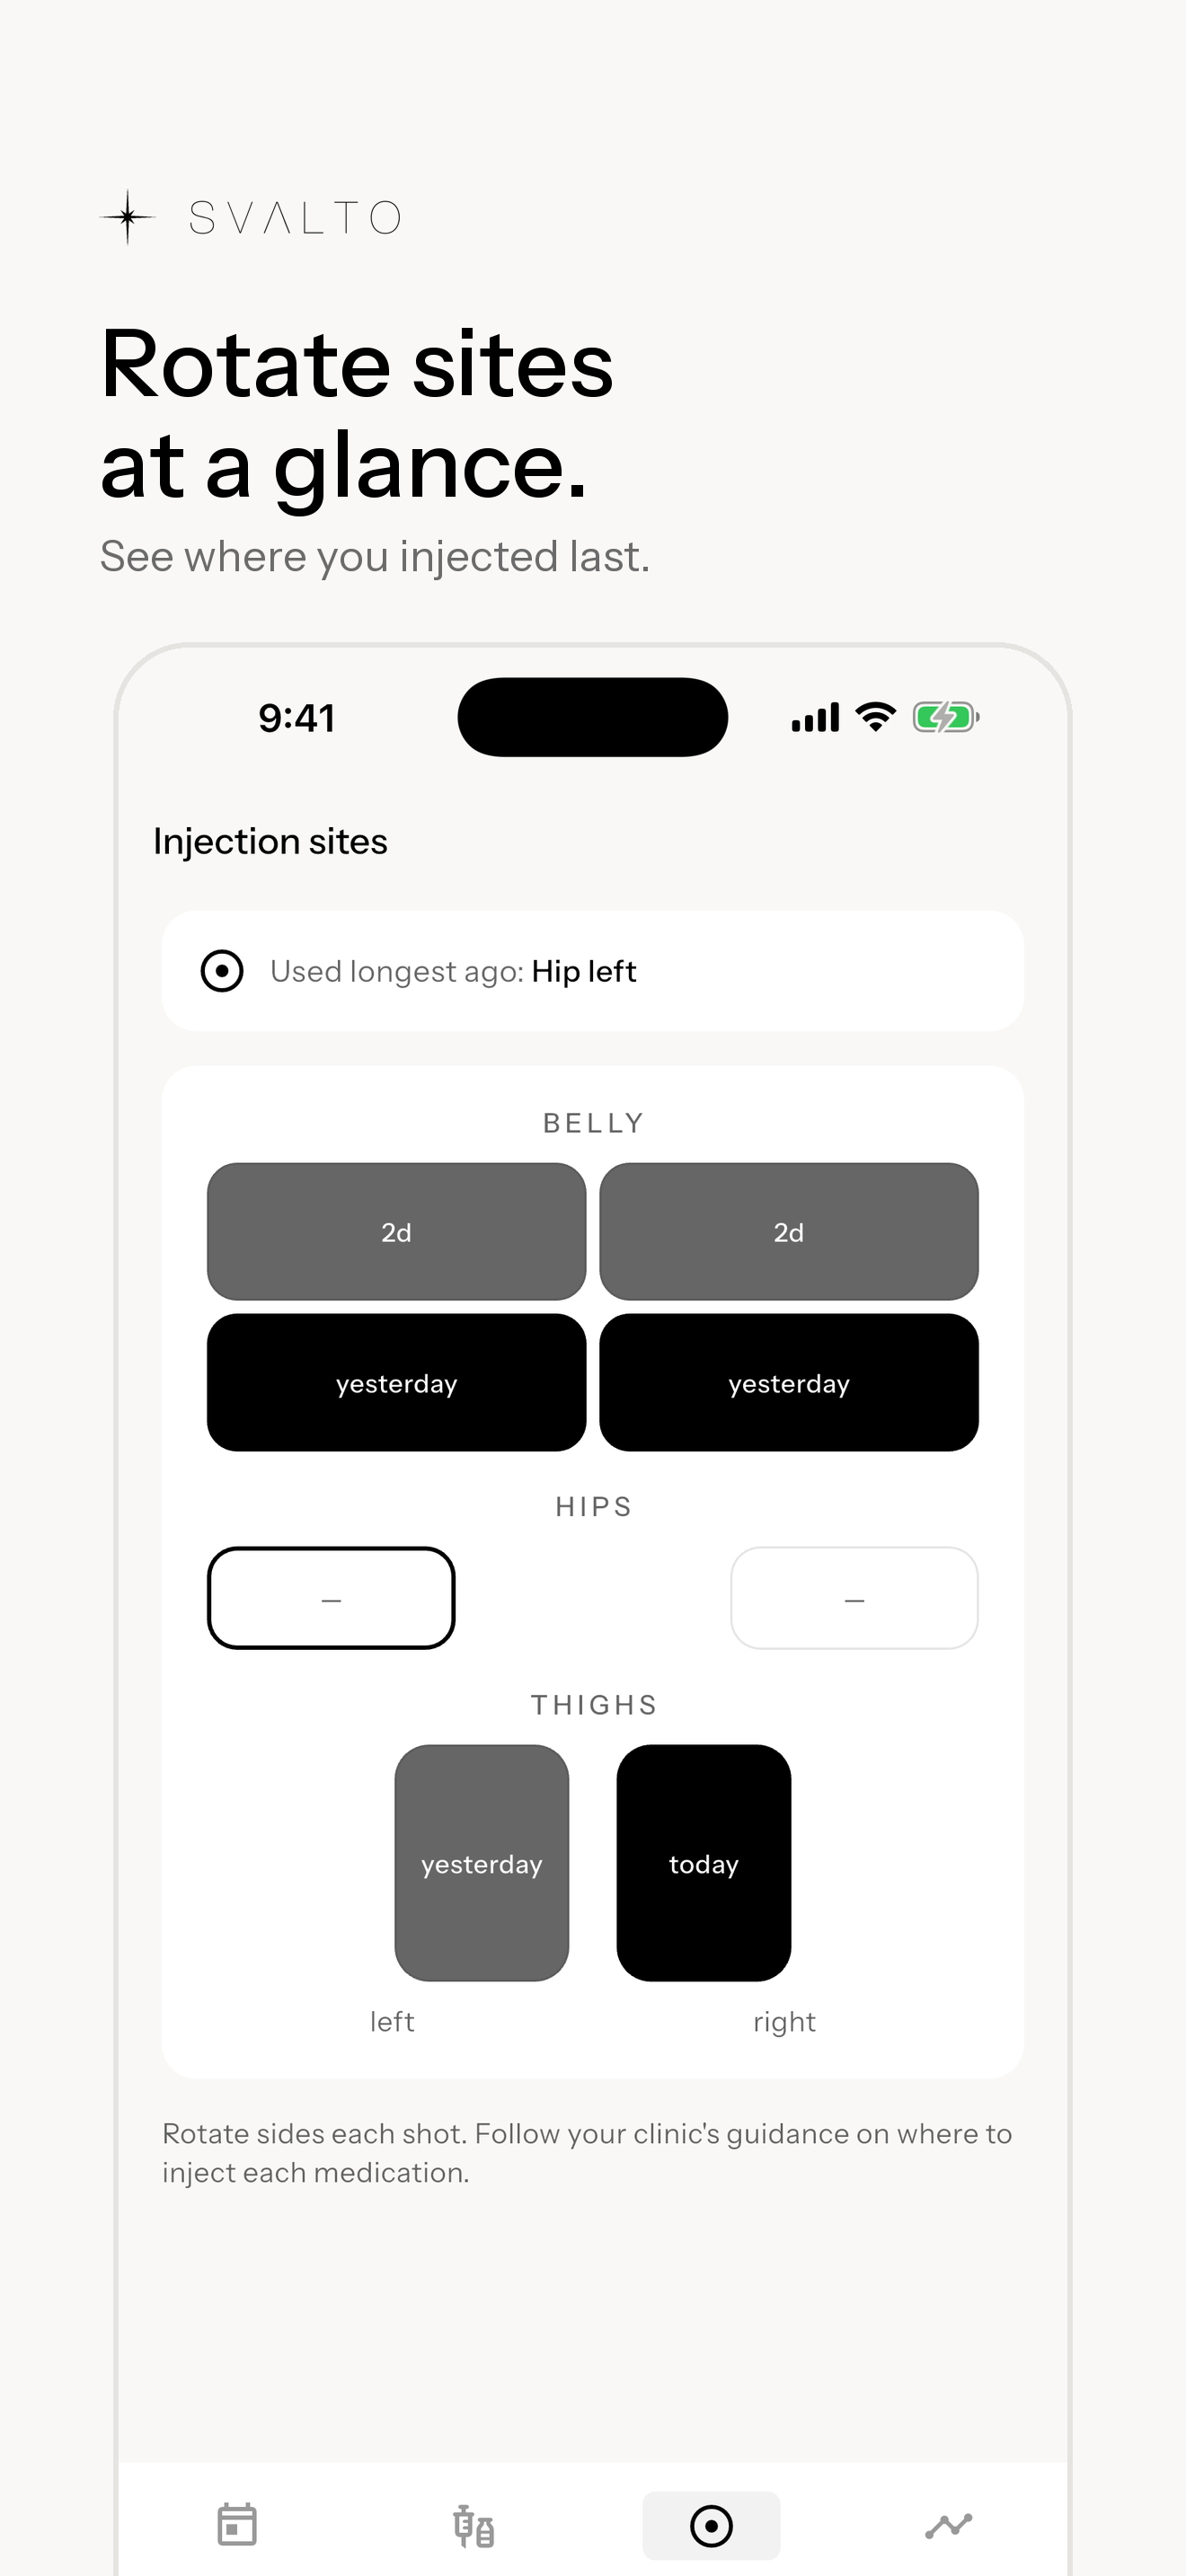 SVALTO
Rotate sites
at a glance.
See where you injected last.
9:41
Injection sites
Used longest ago: Hip left
BELLY
2d 2d
yesterday yesterday
HIPS
— —
THIGHS
yesterday today
left right
Rotate sides each shot. Follow your clinic's guidance on where to
inject each medication.